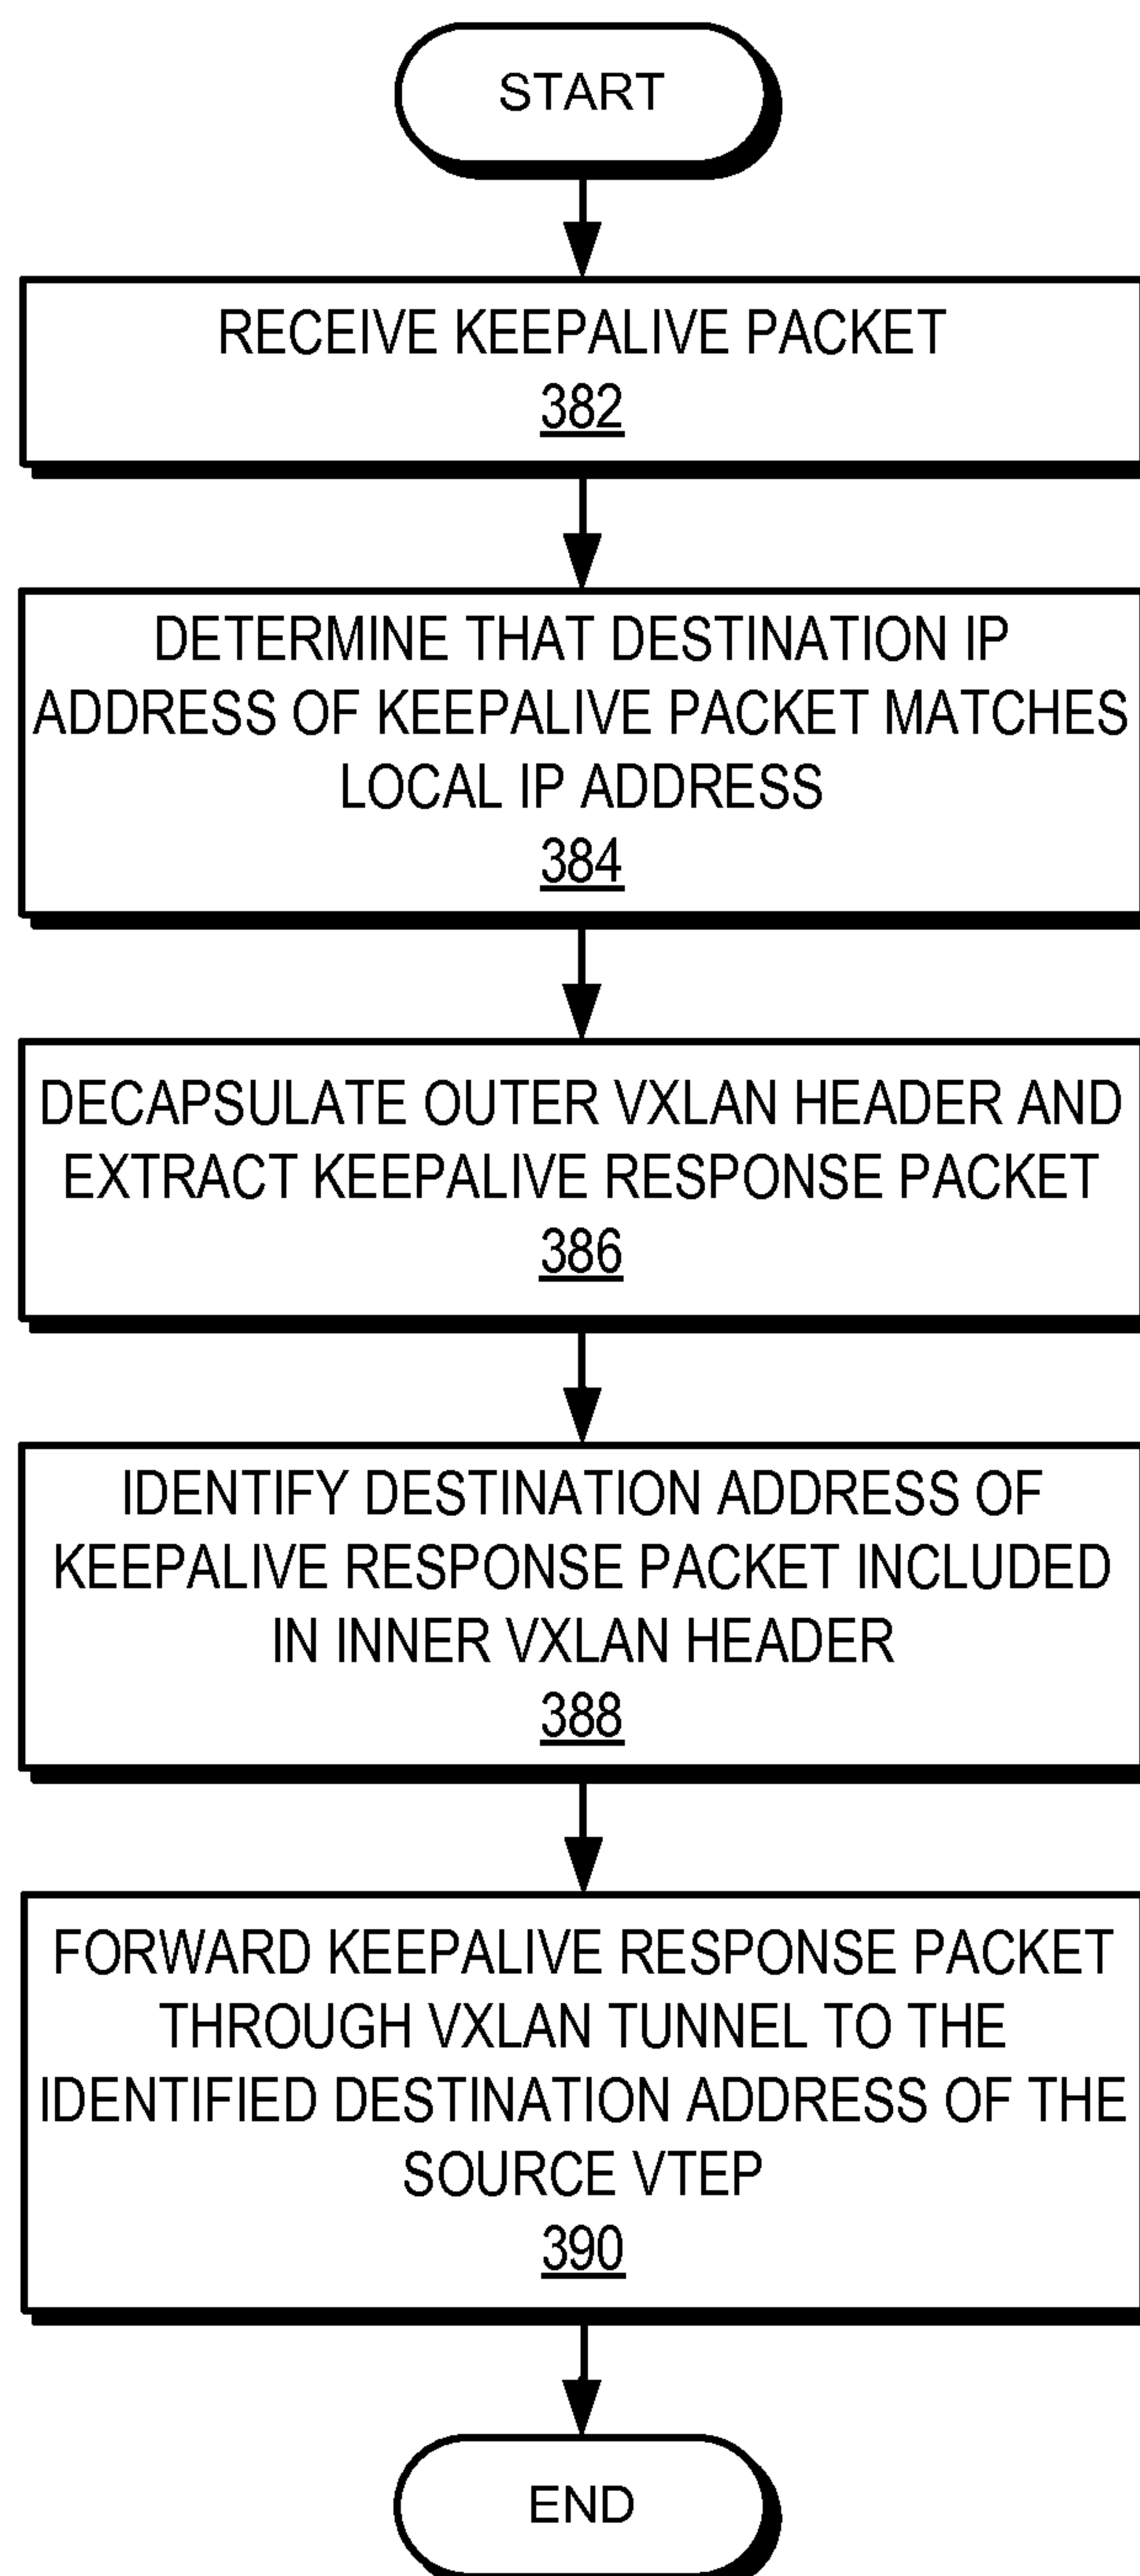 START
RECEIVE KEEPALIVE PACKET
382
DETERMINE THAT DESTINATION IP
ADDRESS OF KEEPALIVE PACKET MATCHES
LOCAL IP ADDRESS
384
DECAPSULATE OUTER VXLAN HEADER AND
EXTRACT KEEPALIVE RESPONSE PACKET
386
IDENTIFY DESTINATION ADDRESS OF
KEEPALIVE RESPONSE PACKET INCLUDED
IN INNER VXLAN HEADER
388
FORWARD KEEPALIVE RESPONSE PACKET
THROUGH VXLAN TUNNEL TO THE
IDENTIFIED DESTINATION ADDRESS OF THE
SOURCE VTEP
390
END